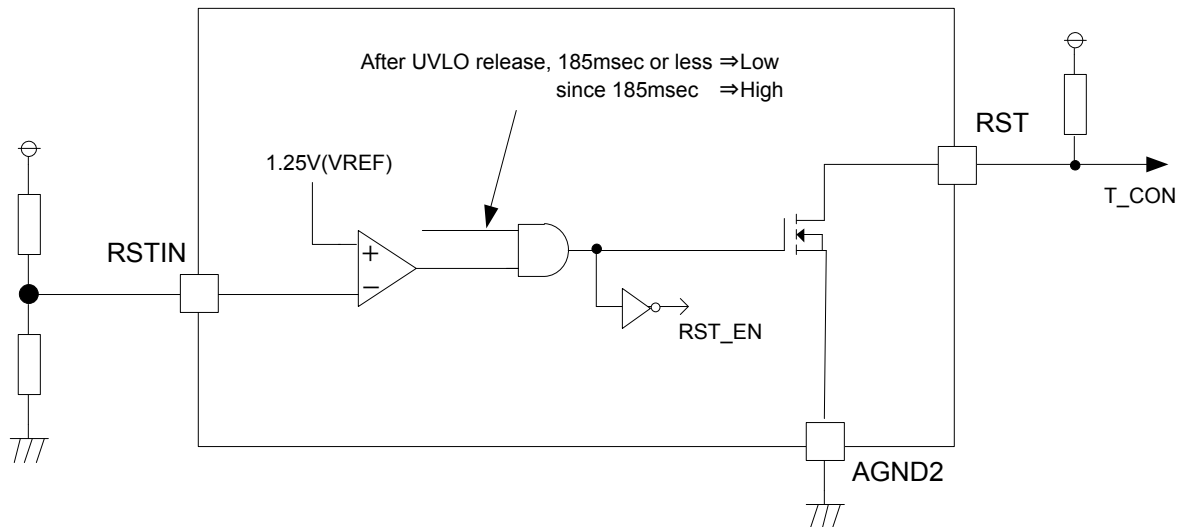 After UVLO release, 185msec or less ⇒Low
since 185msec ⇒High
RST
1.25V(VREF)
T_CON
RSTIN
+
−
RST_EN
AGND2